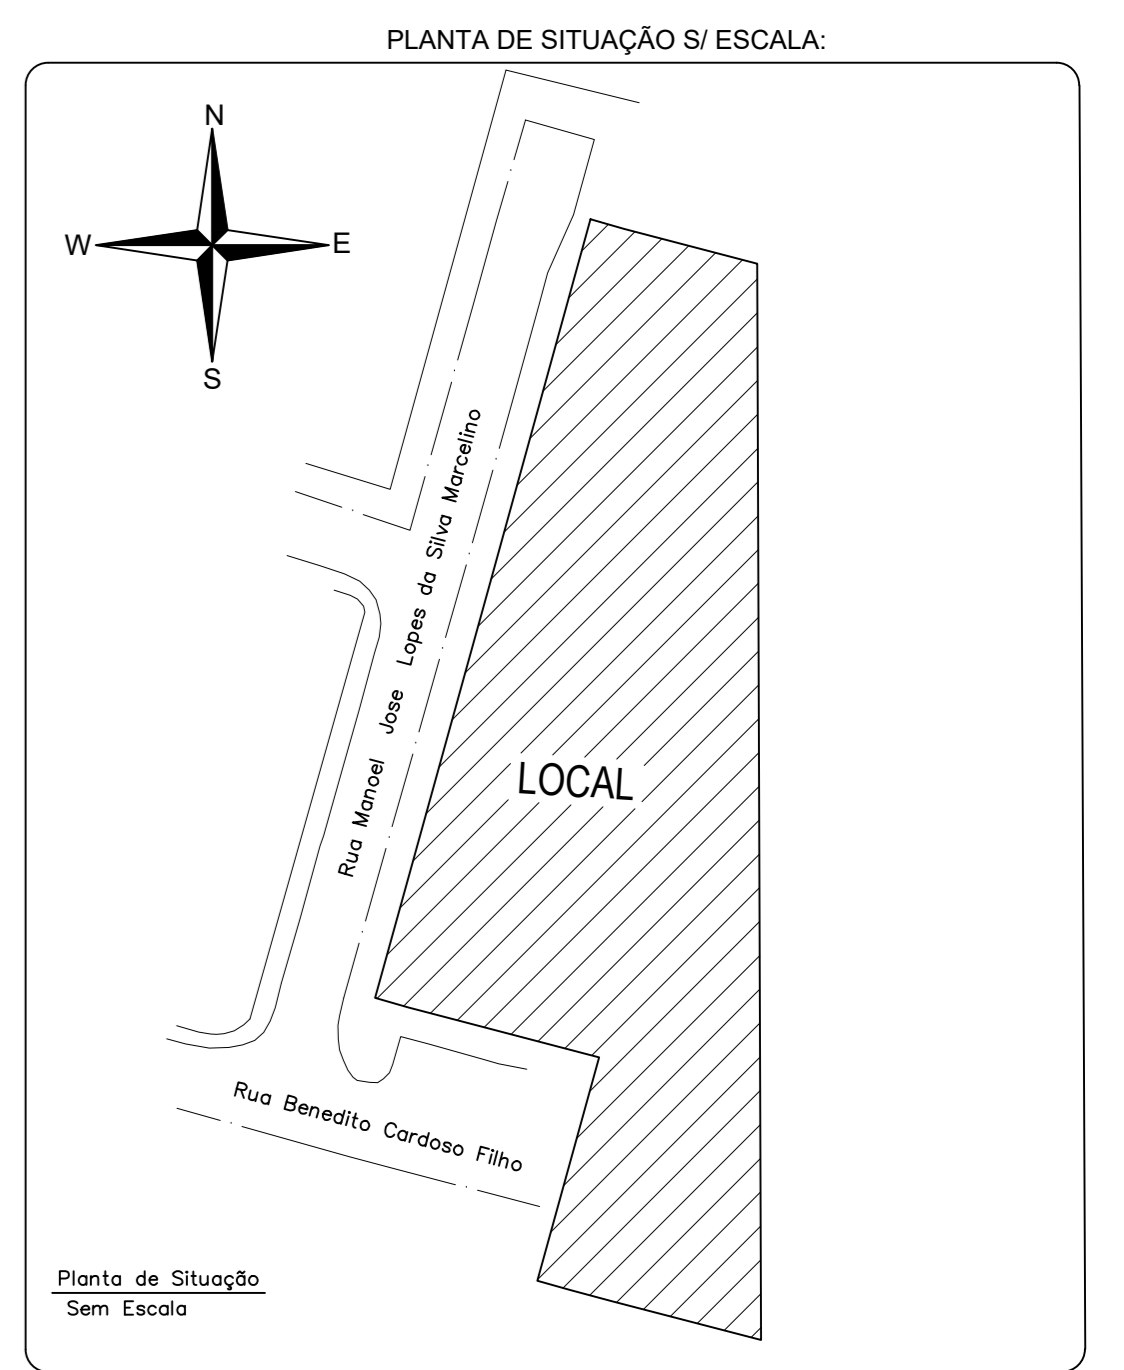 PLANTA DE SITUAÇÃO S/ ESCALA:
N
W
E
S
Rua Manoel Jose Lopes da Silva Marcelino
LOCAL
Rua Benedito Cardoso Filho
Planta de Situação
Sem Escala